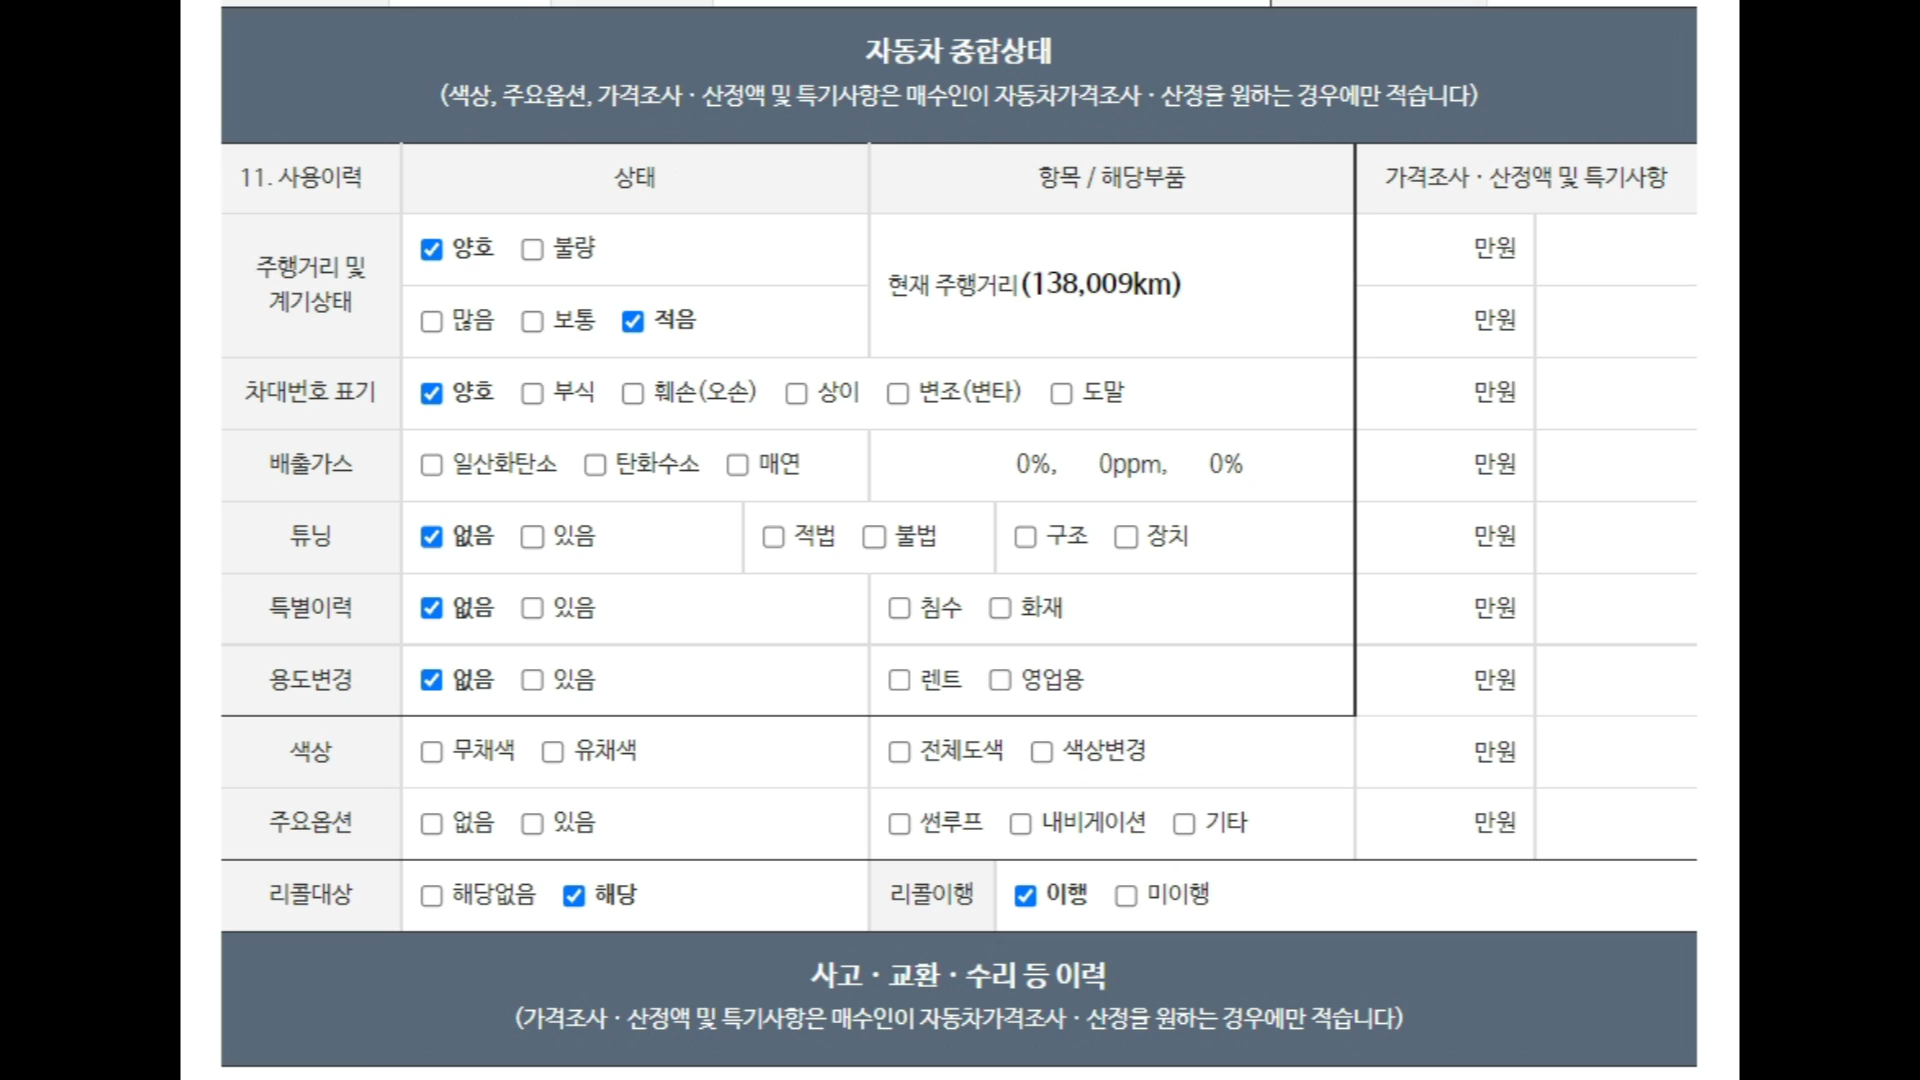 자동차 종합상태
(색상, 주요옵션, 가격조사 · 산정액 및 특기사항은 매수인이 자동차가격조사 · 산정을 원하는 경우에만 적습니다)
11. 사용이력 상태 항목 / 해당부품 가격조사 · 산정액 및 특기사항
주행거리 및 계기상태 양호 불량 현재 주행거리(138,009km) 만원
많음 보통 적음 만원
차대번호 표기 양호 부식 훼손(오손) 상이 변조(변타) 도말 만원
배출가스 일산화탄소 탄화수소 매연 0%, 0ppm, 0% 만원
튜닝 없음 있음 적법 불법 구조 장치 만원
특별이력 없음 있음 침수 화재 만원
용도변경 없음 있음 렌트 영업용 만원
색상 무채색 유채색 전체도색 색상변경 만원
주요옵션 없음 있음 썬루프 내비게이션 기타 만원
리콜대상 해당없음 해당 리콜이행 이행 미이행
사고 · 교환 · 수리 등 이력
(가격조사 · 산정액 및 특기사항은 매수인이 자동차가격조사 · 산정을 원하는 경우에만 적습니다)